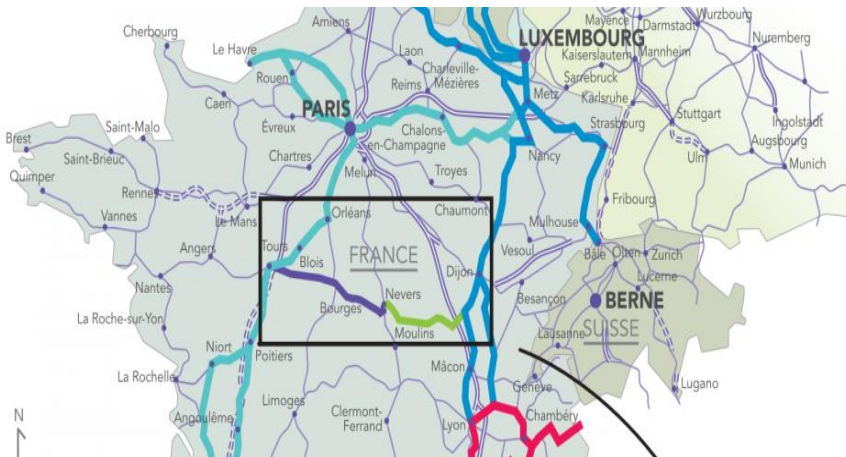 Cherbourg
Amiens
LUXEMBOURG
Mayence
Darmstadt
Wurzbourg
Le Havre
Laon
Kaiserslautern
Mannheim
Nuremberg
Rouen
Charleville-
Mézières
Sarrebruck
Reims
Caen
PARIS
Metz
Karlsruhe
Évreux
Chalons-
en-Champagne
Strasbourg
Stuttgart
Ingolstadt
Brest
Saint-Malo
Saint-Brieuc
Chartres
Melun
Troyes
Nancy
Ulm
Augsbourg
Munich
Quimper
Rennes
Fribourg
Vannes
Le Mans
Orléans
Chaumont
Mulhouse
Angers
Tours
Blois
FRANCE
Vesoul
Bâle
Olten
Zurich
Nantes
Dijon
Lucerne
Bourges
Nevers
Besançon
BERNE
La Roche-sur-Yon
Moulins
Lausanne
SUISSE
Niort
Poitiers
La Rochelle
Mâcon
Genève
Lugano
Angoulême
Limoges
Clermont-
Ferrand
Lyon
Chambéry
N